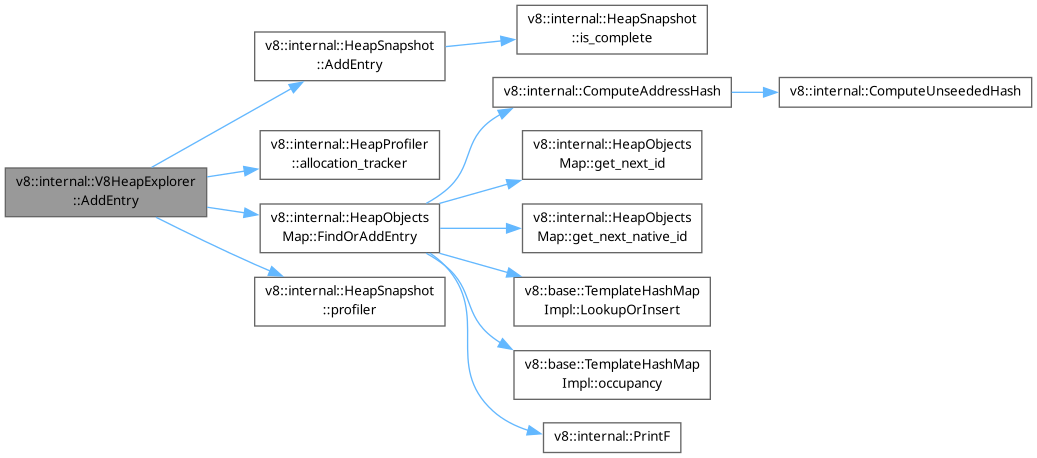 v8::internal::V8HeapExplorer
::AddEntry
v8::internal::HeapSnapshot
::AddEntry
v8::internal::HeapSnapshot
::is_complete
v8::internal::HeapProfiler
::allocation_tracker
v8::internal::HeapObjects
Map::FindOrAddEntry
v8::internal::ComputeAddressHash
v8::internal::ComputeUnseededHash
v8::internal::HeapObjects
Map::get_next_id
v8::internal::HeapObjects
Map::get_next_native_id
v8::base::TemplateHashMap
Impl::LookupOrInsert
v8::base::TemplateHashMap
Impl::occupancy
v8::internal::PrintF
v8::internal::HeapSnapshot
::profiler